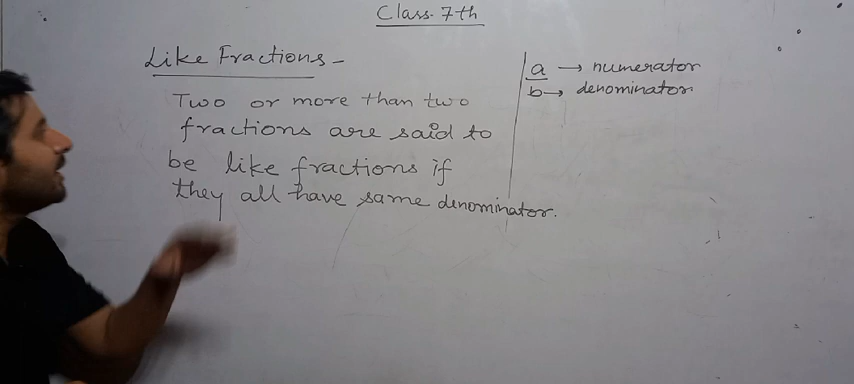 Class-7th
Like Fractions -
Two or more than two
fractions are said to
be like fractions if
they all have same denominator.
a → numerator
b → denominator